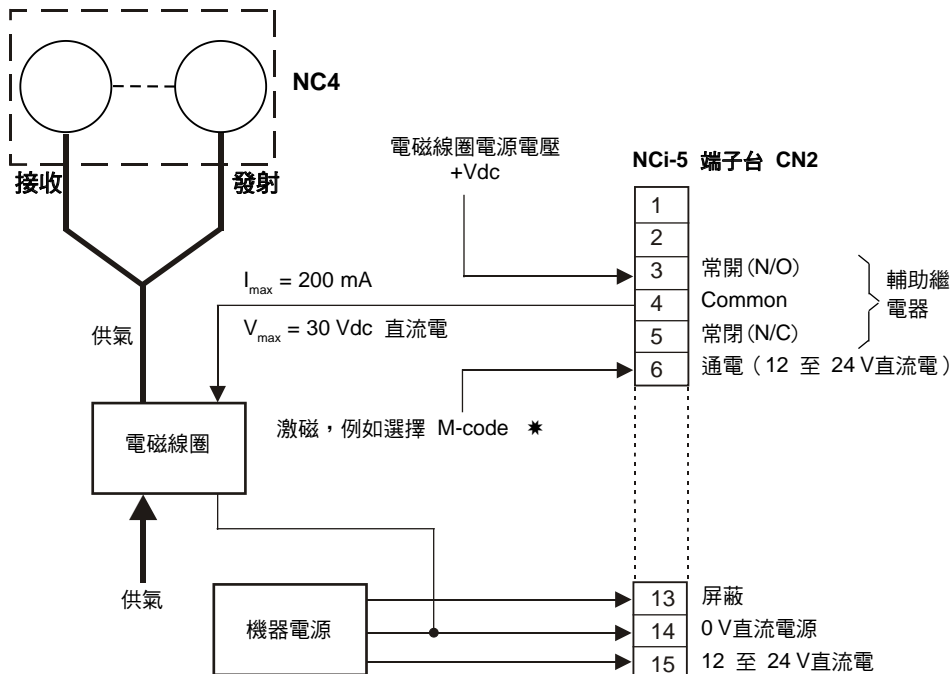 NC4
接收
發射
電磁線圈電源電壓
+Vdc
NCi-5 端子台 CN2
1
2
3 常開(N/O)
4 Common
5 常閉(N/C)
6 通電（12 至 24 V直流電）
輔助繼
電器
Imax = 200 mA
Vmax = 30 Vdc 直流電
供氣
電磁線圈
激磁，例如選擇 M-code ✷
供氣
機器電源
13 屏蔽
14 0 V直流電源
15 12 至 24 V直流電